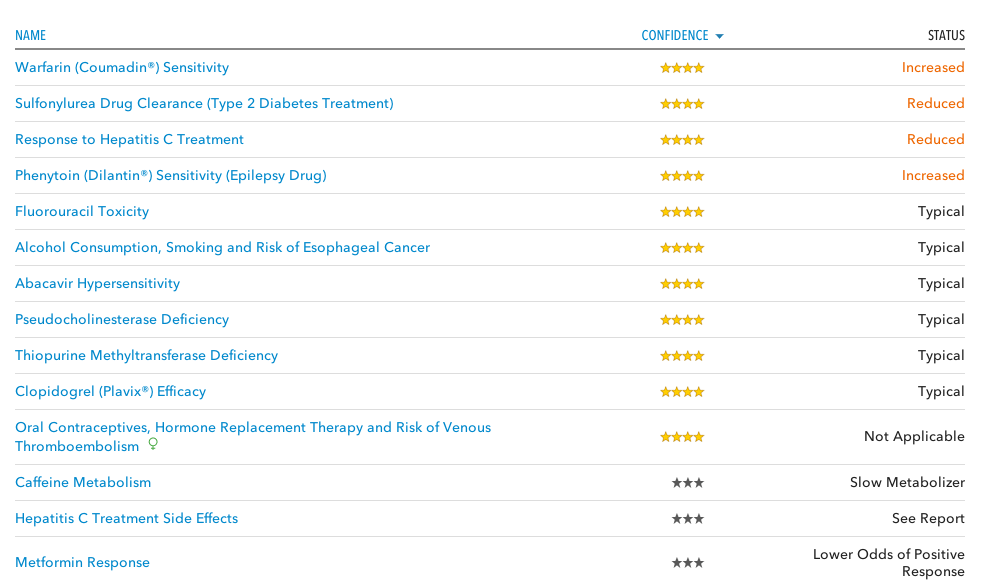 NAME CONFIDENCE STATUS
Warfarin (Coumadin®) Sensitivity Increased
Sulfonylurea Drug Clearance (Type 2 Diabetes Treatment) Reduced
Response to Hepatitis C Treatment Reduced
Phenytoin (Dilantin®) Sensitivity (Epilepsy Drug) Increased
Fluorouracil Toxicity Typical
Alcohol Consumption, Smoking and Risk of Esophageal Cancer Typical
Abacavir Hypersensitivity Typical
Pseudocholinesterase Deficiency Typical
Thiopurine Methyltransferase Deficiency Typical
Clopidogrel (Plavix®) Efficacy Typical
Oral Contraceptives, Hormone Replacement Therapy and Risk of Venous
Thromboembolism
Not Applicable
Caffeine Metabolism Slow Metabolizer
Hepatitis C Treatment Side Effects See Report
Metformin Response
Lower Odds of Positive
Response